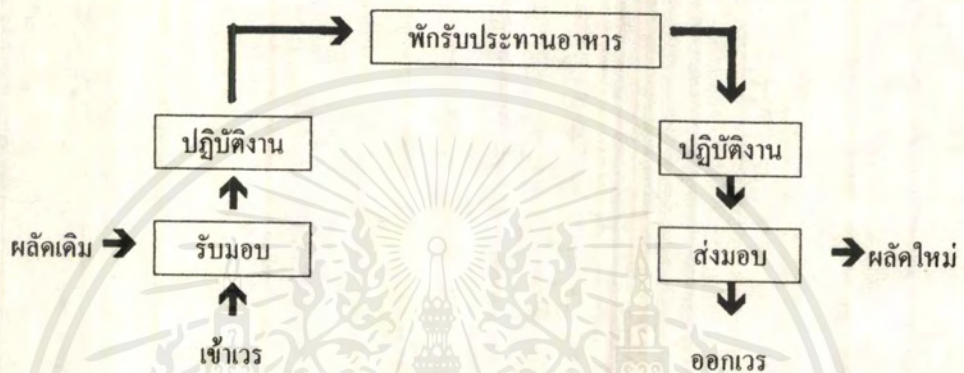 พักรับประทานอาหาร
ปฏิบัติงาน
ปฏิบัติงาน
ผลัดเดิม
รับมอบ
ส่งมอบ
ผลัดใหม่
เข้าเวร
ออกเวร